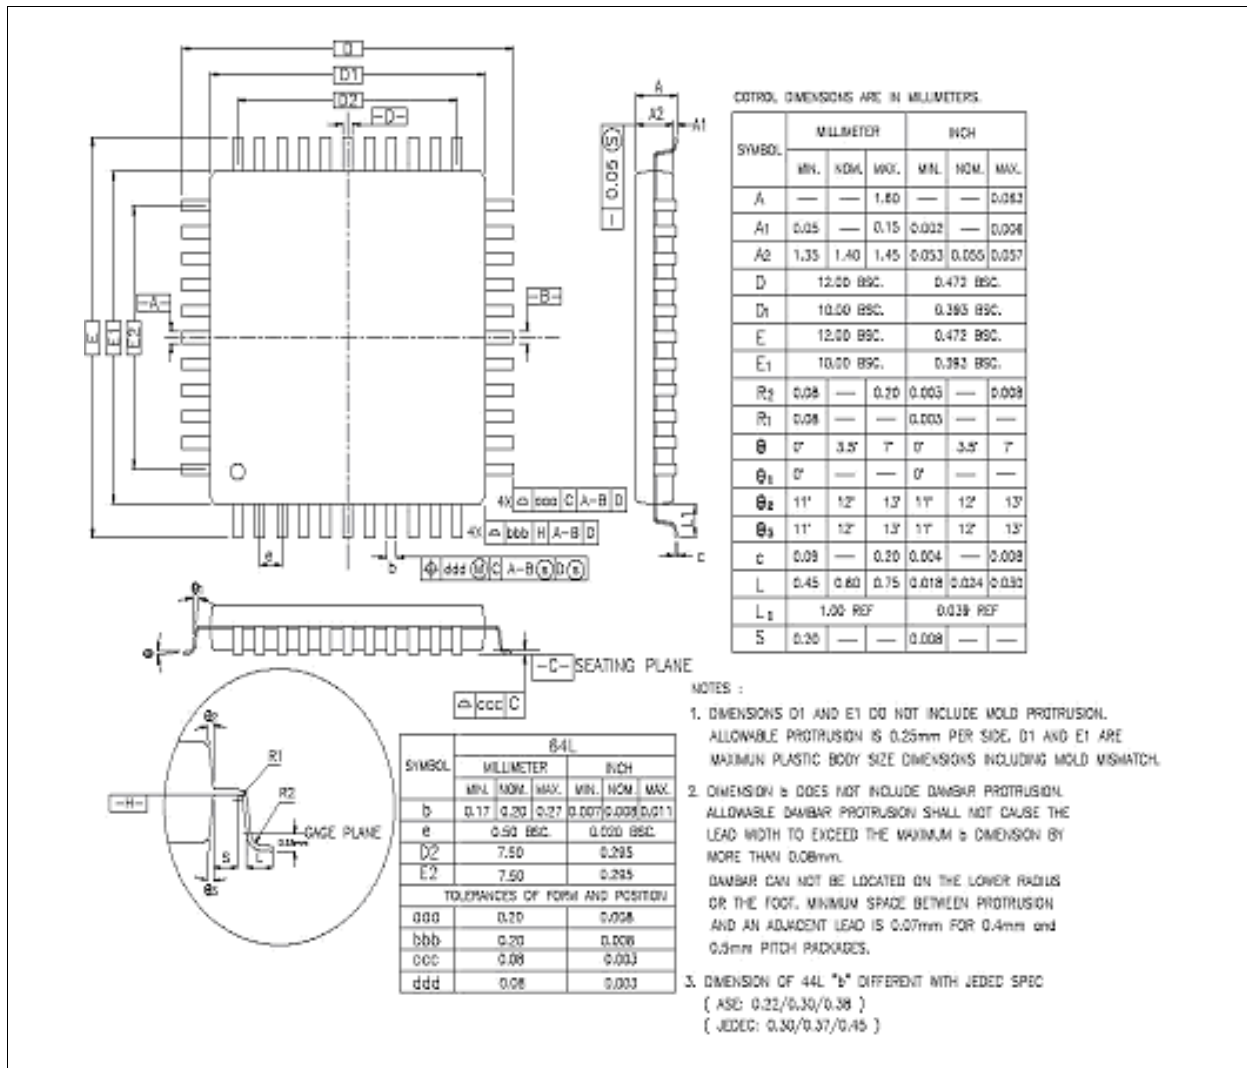 D
D1
D2
-D-
A
A2
A1
0.05 S
E
E1
E2
-A-
-B-
4X aaa C A-B D
4X bbb H A-B D
e
b
ddd M C A-B S D S
L1
c
-C- SEATING PLANE
ccc C
R1
R2
-H-
GAGE PLANE
S
L
COTROL DIMENSIONS ARE IN MILLIMETERS.
SYMBOL MILLIMETER INCH
MIN. NOM. MAX. MIN. NOM. MAX.
A — — 1.60 — — 0.063
A1 0.05 — 0.15 0.002 — 0.006
A2 1.35 1.40 1.45 0.053 0.055 0.057
D 12.00 BSC. 0.472 BSC.
D1 10.00 BSC. 0.393 BSC.
E 12.00 BSC. 0.472 BSC.
E1 10.00 BSC. 0.393 BSC.
R2 0.08 — 0.20 0.003 — 0.008
R1 0.08 — — 0.003 — —
θ 0° 3.5° 7° 0° 3.5° 7°
θ1 0° — — 0° — —
θ2 11° 12° 13° 11° 12° 13°
θ3 11° 12° 13° 11° 12° 13°
c 0.09 — 0.20 0.004 — 0.008
L 0.45 0.60 0.75 0.018 0.024 0.030
L1 1.00 REF 0.039 REF
S 0.20 — — 0.008 — —
64L
SYMBOL MILLIMETER INCH
MIN. NOM. MAX. MIN. NOM. MAX.
b 0.17 0.20 0.27 0.007 0.008 0.011
e 0.50 BSC. 0.020 BSC.
D2 7.50 0.295
E2 7.50 0.295
TOLERANCES OF FORM AND POSITION
aaa 0.20 0.008
bbb 0.20 0.008
ccc 0.08 0.003
ddd 0.08 0.003
NOTES :
1. DIMENSIONS D1 AND E1 DO NOT INCLUDE MOLD PROTRUSION.
ALLOWABLE PROTRUSION IS 0.25mm PER SIDE. D1 AND E1 ARE
MAXIMUN PLASTIC BODY SIZE DIMENSIONS INCLUDING MOLD MISMATCH.
2. DIMENSION b DOES NOT INCLUDE DAMBAR PROTRUSION.
ALLOWABLE DAMBAR PROTRUSION SHALL NOT CAUSE THE
LEAD WIDTH TO EXCEED THE MAXIMUM b DIMENSION BY
MORE THAN 0.08mm.
DAMBAR CAN NOT BE LOCATED ON THE LOWER RADIUS
OR THE FOOT. MINIMUM SPACE BETWEEN PROTRUSION
AND AN ADJACENT LEAD IS 0.07mm FOR 0.4mm and
0.5mm PITCH PACKAGES.
3. DIMENSION OF 44L "b" DIFFERENT WITH JEDEC SPEC
( ASE: 0.22/0.30/0.38 )
( JEDEC: 0.30/0.37/0.45 )